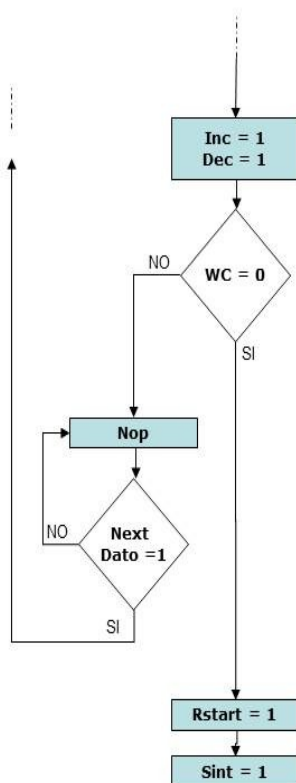 Inc = 1
Dec = 1
WC = 0
NO
SI
Nop
Next
Dato =1
NO
SI
Rstart = 1
Sint = 1